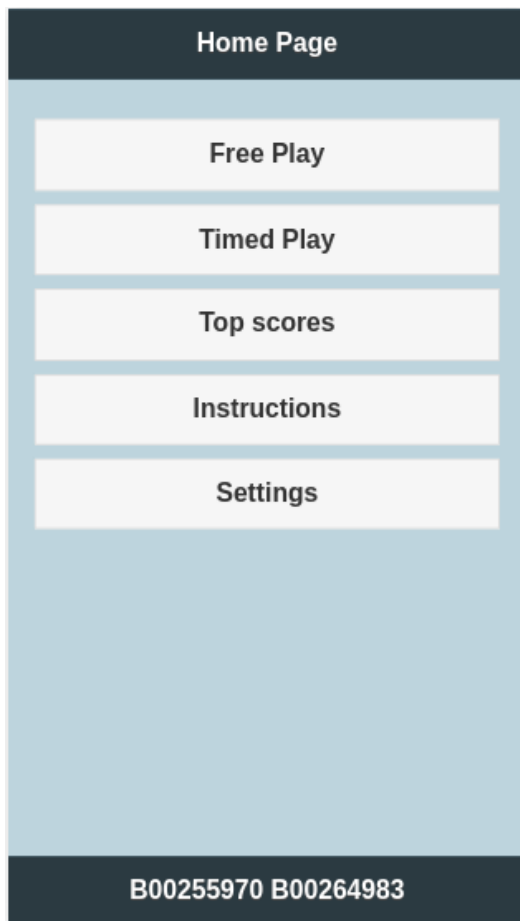 Home Page
Free Play
Timed Play
Top scores
Instructions
Settings
B00255970 B00264983